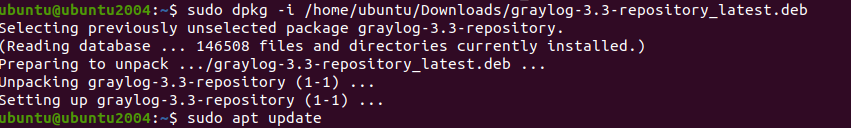 ubuntu@ubuntu2004:~$ sudo dpkg -i /home/ubuntu/Downloads/graylog-3.3-repository_latest.deb
Selecting previously unselected package graylog-3.3-repository.
(Reading database ... 146508 files and directories currently installed.)
Preparing to unpack .../graylog-3.3-repository_latest.deb ...
Unpacking graylog-3.3-repository (1-1) ...
Setting up graylog-3.3-repository (1-1) ...
ubuntu@ubuntu2004:~$ sudo apt update